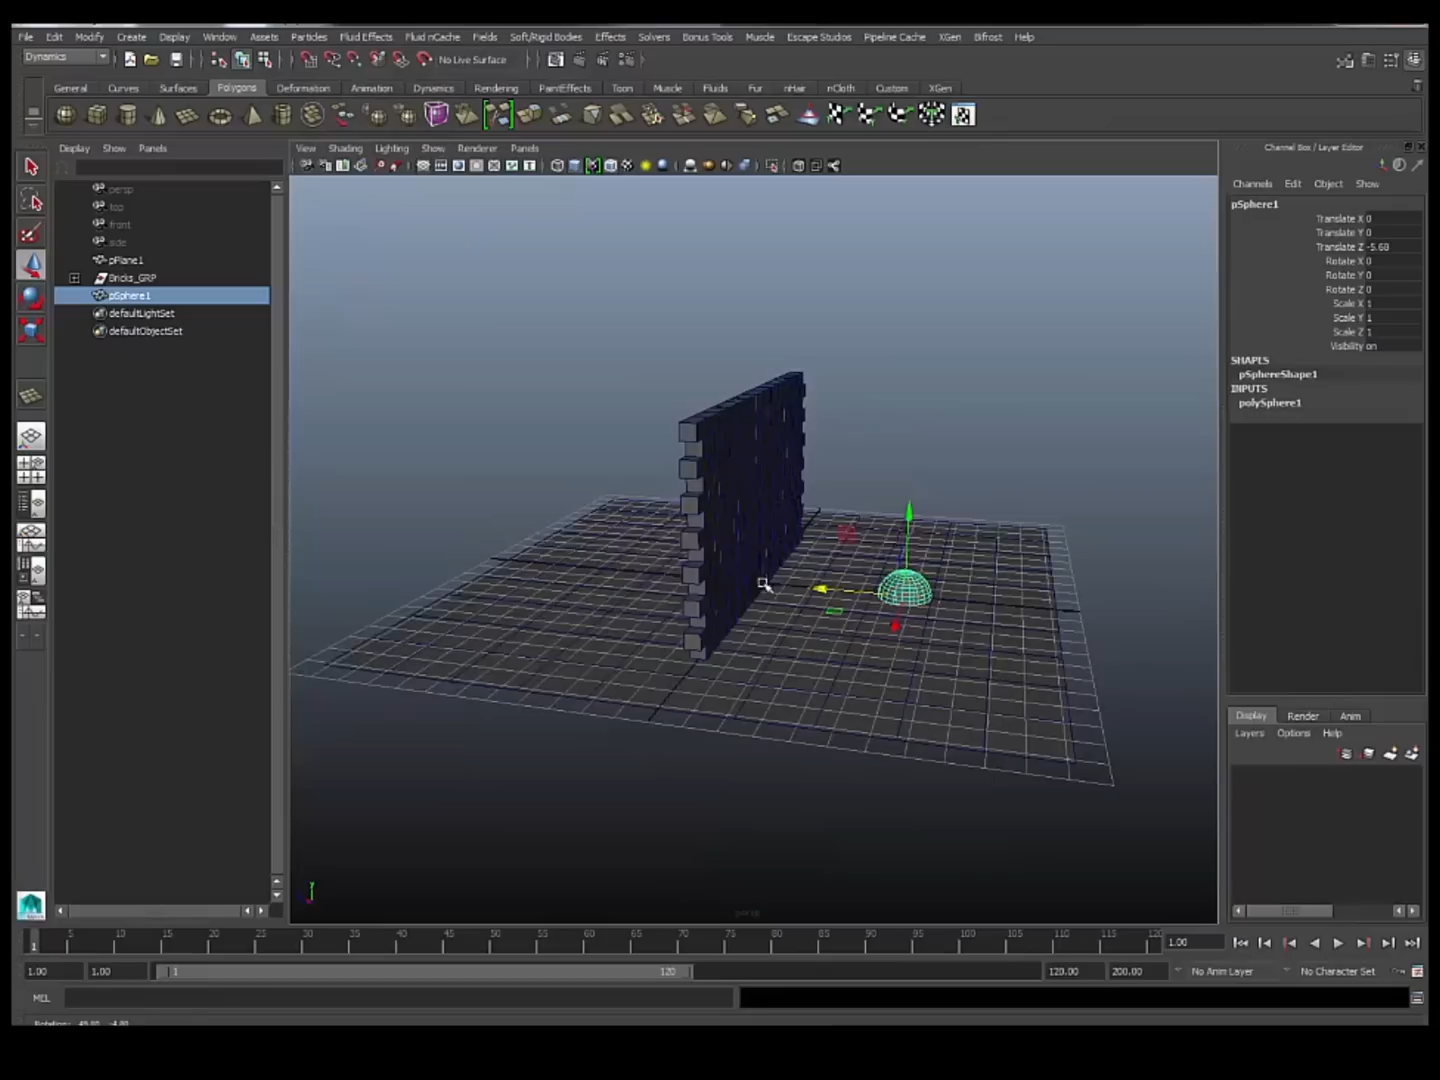 File Edit Modify Create Display Window Assets Particles Fluid Effects Fluid nCache Fields Soft/Rigid Bodies Effects Solvers Bonus Tools Muscle Escape Studios Pipeline Cache XGen Bifrost Help
Dynamics
No Live Surface
General Curves Surfaces Polygons Deformation Animation Dynamics Rendering PaintEffects Toon Muscle Fluids Fur nHair nCloth Custom XGen
Display Show Panels
View Shading Lighting Show Renderer Panels
Channel Box / Layer Editor
Channels Edit Object Show
persp
top
front
side
pPlane1
Bricks_GRP
pSphere1
defaultLightSet
defaultObjectSet
pSphere1
Translate X 0
Translate Y 0
Translate Z -5.68
Rotate X 0
Rotate Y 0
Rotate Z 0
Scale X 1
Scale Y 1
Scale Z 1
Visibility on
SHAPES
pSphereShape1
INPUTS
polySphere1
Display Render Anim
Layers Options Help
persp
y
1 5 10 15 20 25 30 35 40 45 50 55 60 65 70 75 80 85 90 95 100 105 110 115 120
1.00
1.00 1.00 1 120 120.00 200.00 No Anim Layer No Character Set
MEL